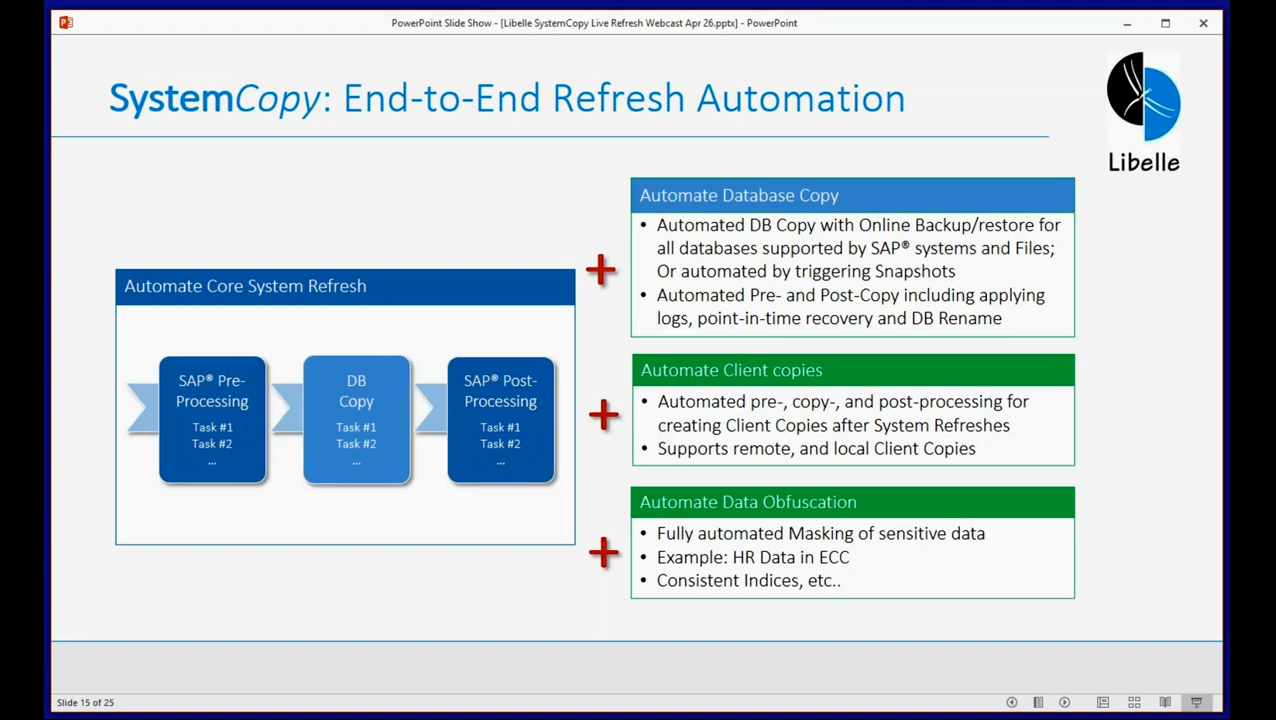 PowerPoint Slide Show - [Libelle SystemCopy Live Refresh Webcast Apr 26.pptx] - PowerPoint
SystemCopy: End-to-End Refresh Automation
Libelle
Automate Core System Refresh
SAP® Pre-
Processing
Task #1
Task #2
...
DB
Copy
Task #1
Task #2
...
SAP® Post-
Processing
Task #1
Task #2
...
Automate Database Copy
• Automated DB Copy with Online Backup/restore for
all databases supported by SAP® systems and Files;
Or automated by triggering Snapshots
• Automated Pre- and Post-Copy including applying
logs, point-in-time recovery and DB Rename
Automate Client copies
• Automated pre-, copy-, and post-processing for
creating Client Copies after System Refreshes
• Supports remote, and local Client Copies
Automate Data Obfuscation
• Fully automated Masking of sensitive data
• Example: HR Data in ECC
• Consistent Indices, etc..
Slide 15 of 25